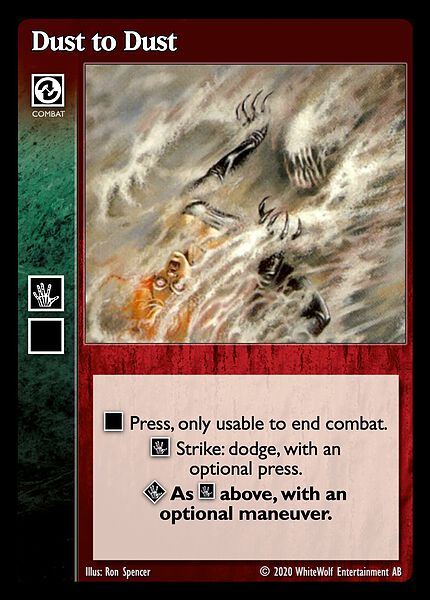 Dust to Dust
COMBAT
Press, only usable to end combat.
Strike: dodge, with an
optional press.
As above, with an
optional maneuver.
Illus: Ron Spencer
© 2020 WhiteWolf Entertainment AB